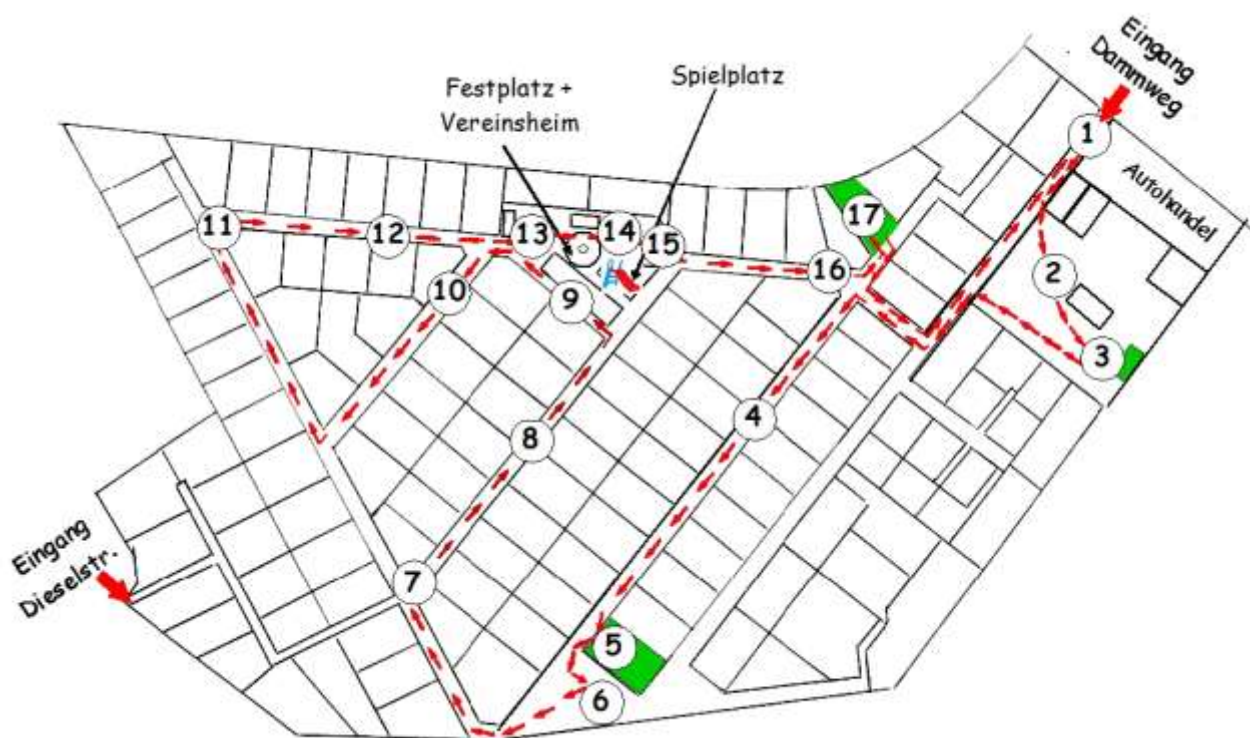 Eingang
Dammweg
Spielplatz
Festplatz +
Vereinsheim
1
Autohandel
17
11
12
13
14
15
16
2
10
9
3
4
8
Eingang
Dieselstr.
7
5
6